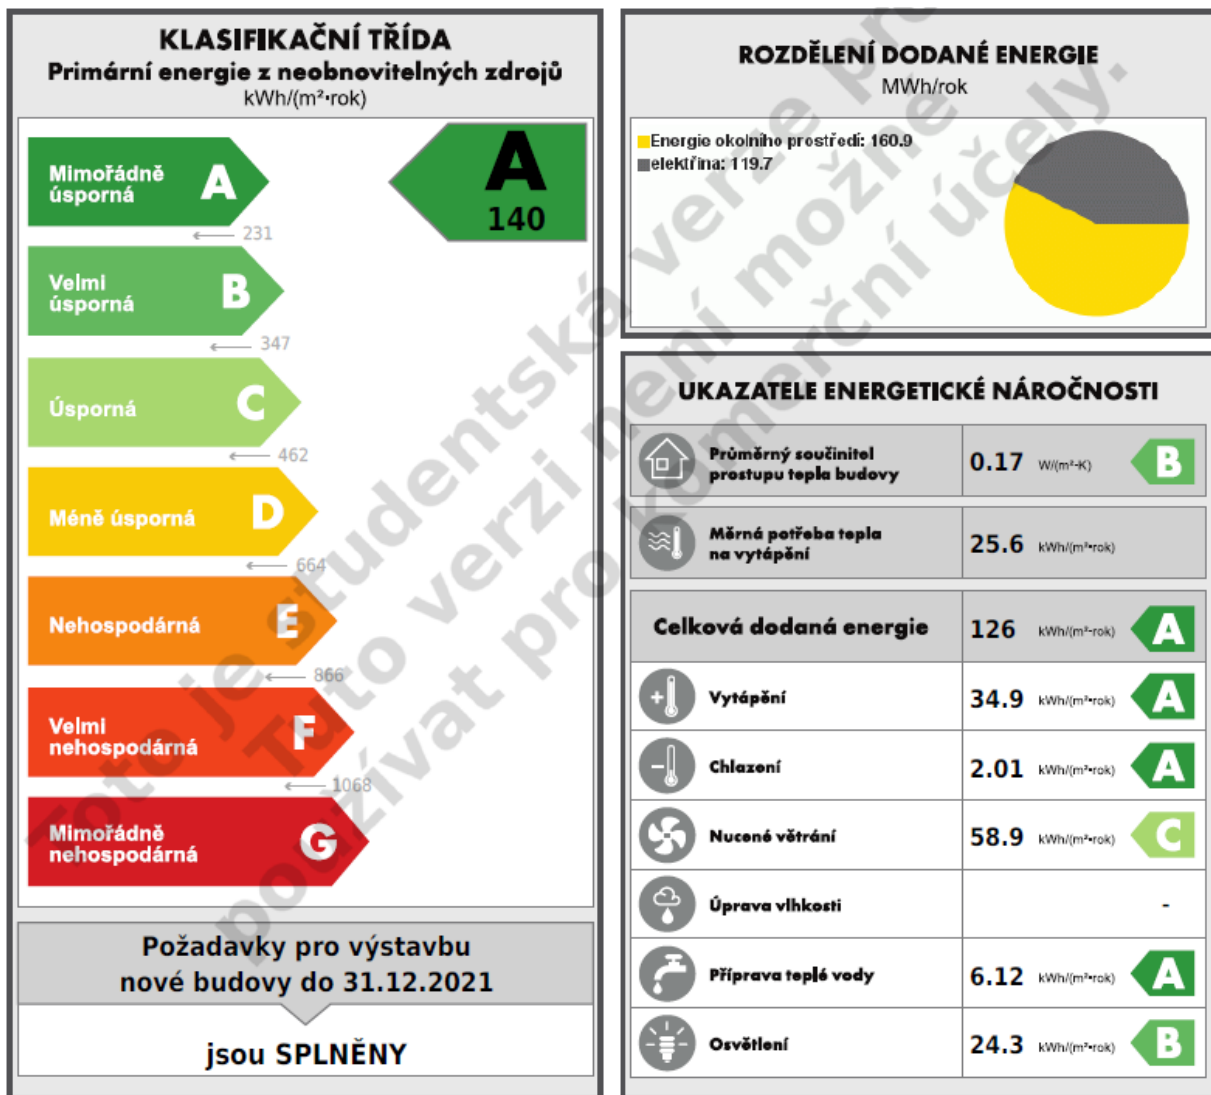 KLASIFIKAČNÍ TŘÍDA
Primární energie z neobnovitelných zdrojů
kWh/(m²•rok)
Mimořádně
úsporná
A
A
140
231
Velmi
úsporná
B
347
Úsporná
C
462
Méně úsporná
D
664
Nehospodárná
E
866
Velmi
nehospodárná
F
1068
Mimořádně
nehospodárná
G
Požadavky pro výstavbu
nové budovy do 31.12.2021
jsou SPLNĚNY
ROZDĚLENÍ DODANÉ ENERGIE
MWh/rok
Energie okolního prostředí: 160.9
elektřina: 119.7
UKAZATELE ENERGETICKÉ NÁROČNOSTI
Průměrný součinitel
prostupu tepla budovy
0.17 W/(m²·K)
B
Měrná potřeba tepla
na vytápění
25.6 kWh/(m²•rok)
Celková dodaná energie 126 kWh/(m²•rok) A
Vytápění 34.9 kWh/(m²•rok) A
Chlazení 2.01 kWh/(m²•rok) A
Nucené větrání 58.9 kWh/(m²•rok) C
Úprava vlhkosti -
Příprava teplé vody 6.12 kWh/(m²•rok) A
Osvětlení 24.3 kWh/(m²•rok) B
Toto je studentská verze
Tuto verzi není možné
používat pro komerční účely.